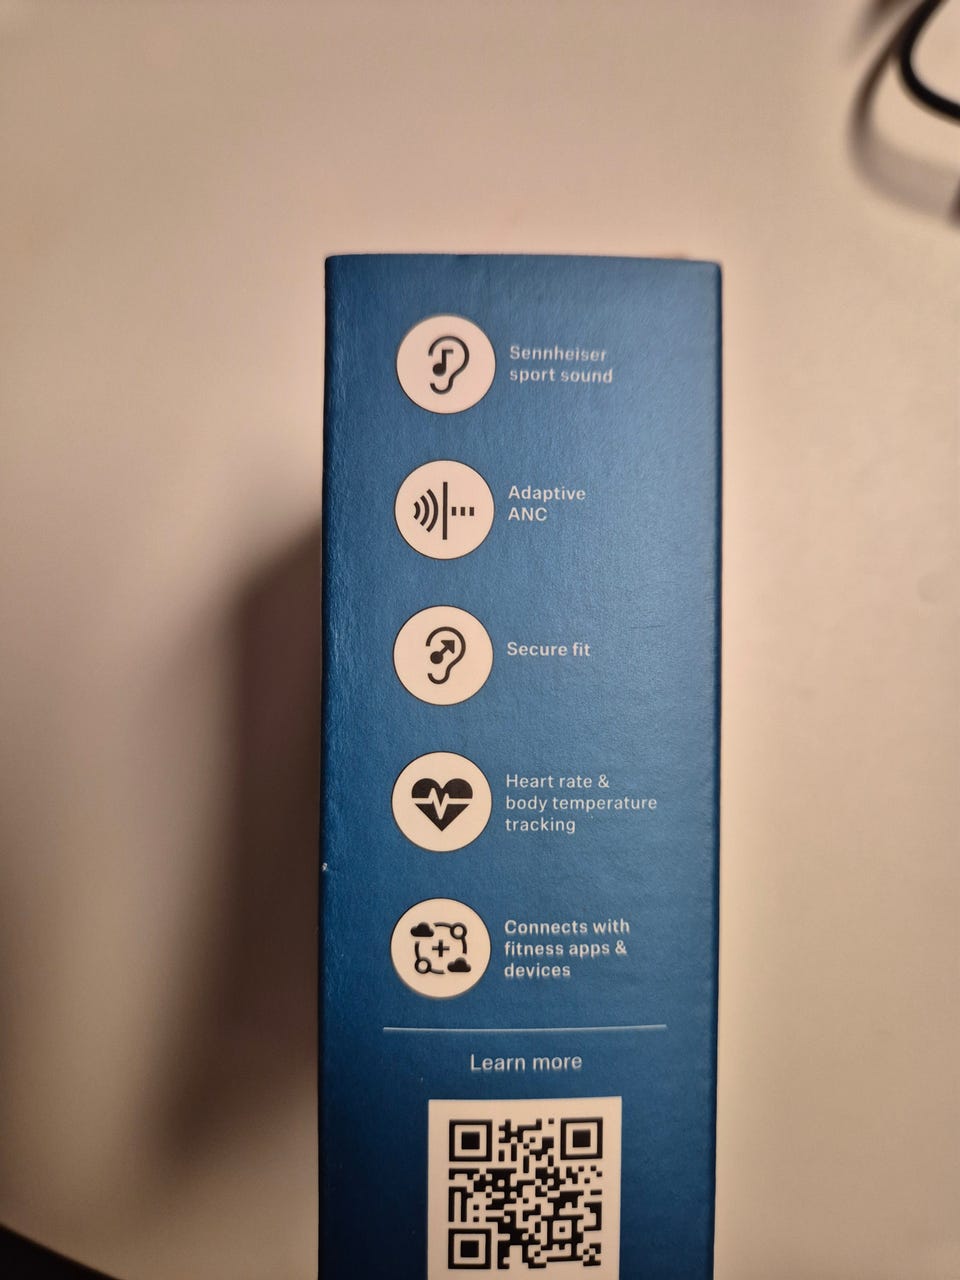 Sennheiser
sport sound
Adaptive
ANC
Secure fit
Heart rate &
body temperature
tracking
Connects with
fitness apps &
devices
Learn more